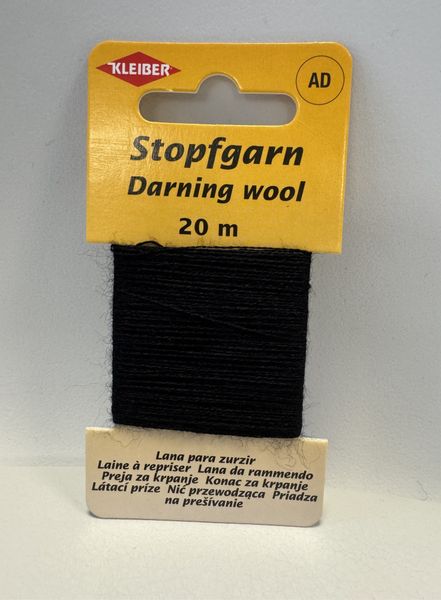 KLEIBER
AD
Stopfgarn
Darning wool
20 m
Lana para zurzir
Laine à repriser Lana da rammendo
Preja za krpanje Konac za krpanje
Látací príze Nić przewodząca Priadza
na prešívanie